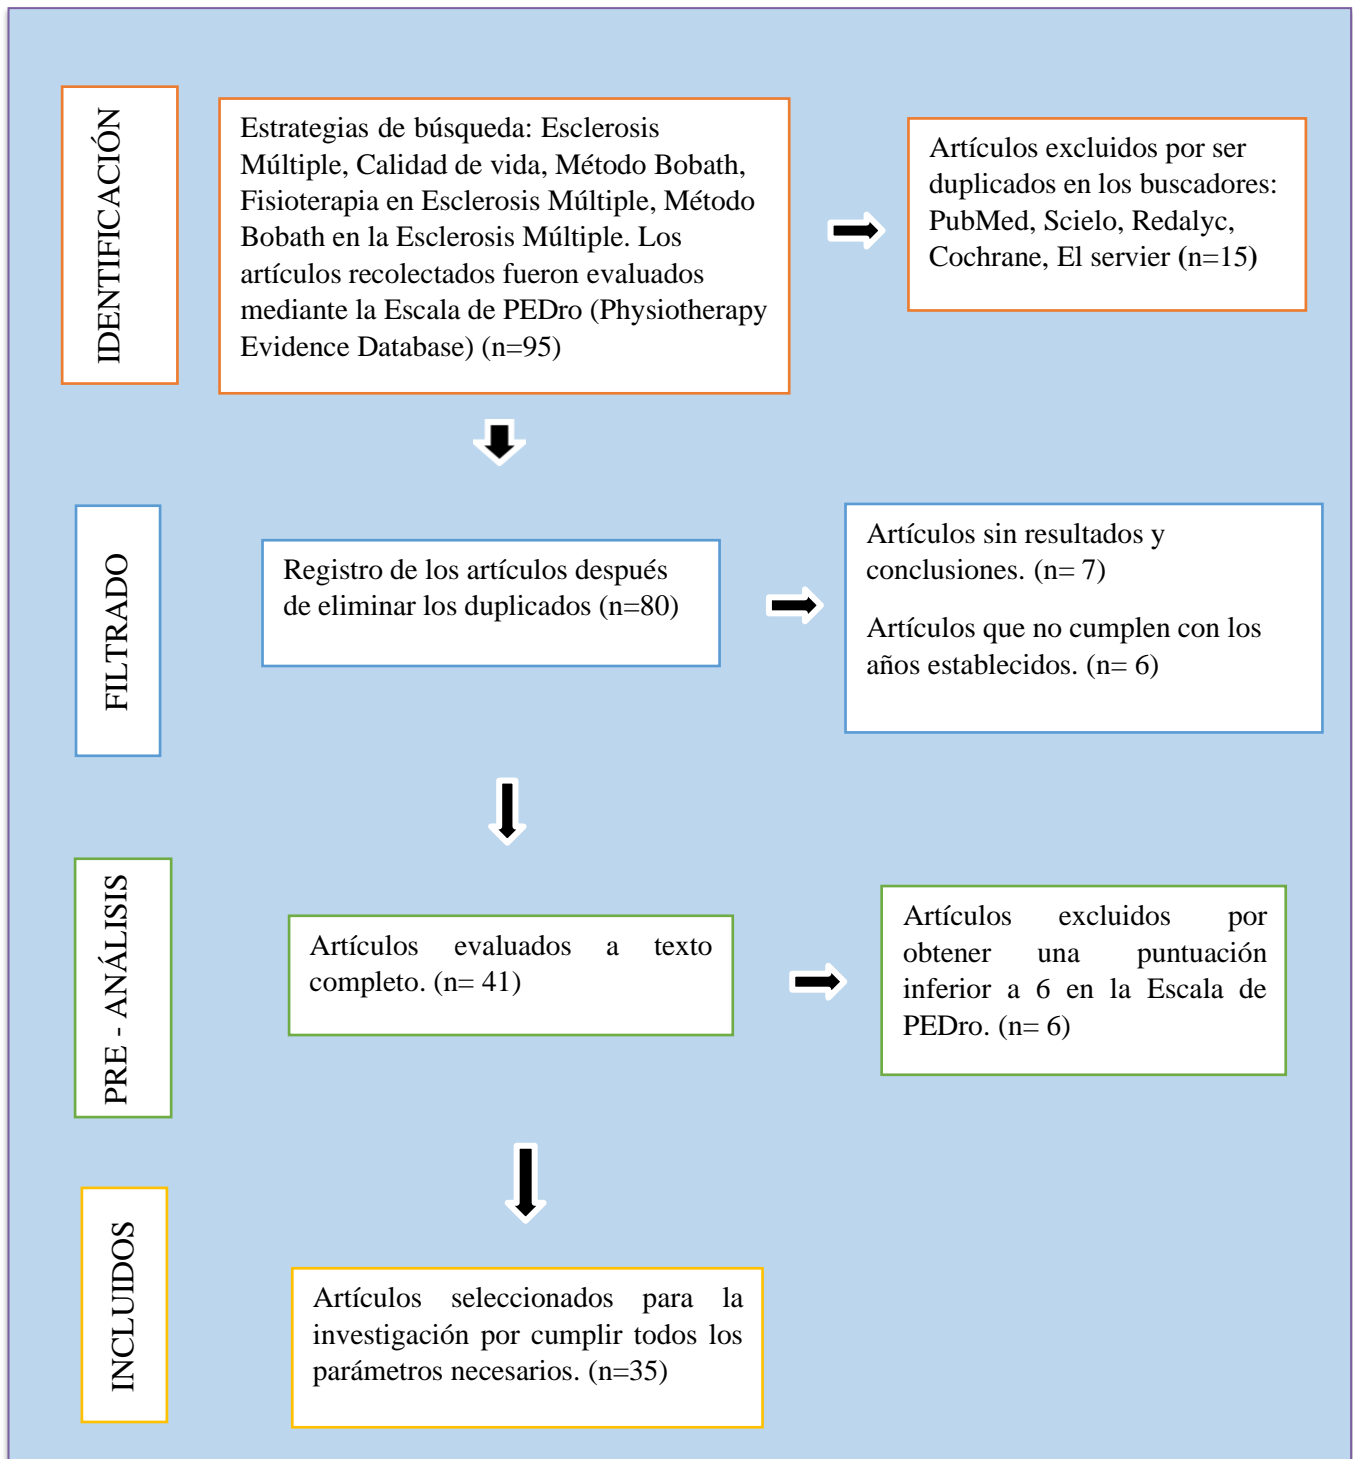 IDENTIFICACIÓN
Estrategias de búsqueda: Esclerosis
Múltiple, Calidad de vida, Método Bobath,
Fisioterapia en Esclerosis Múltiple, Método
Bobath en la Esclerosis Múltiple. Los
artículos recolectados fueron evaluados
mediante la Escala de PEDro (Physiotherapy
Evidence Database) (n=95)
Artículos excluidos por ser
duplicados en los buscadores:
PubMed, Scielo, Redalyc,
Cochrane, El servier (n=15)
FILTRADO
Registro de los artículos después
de eliminar los duplicados (n=80)
Artículos sin resultados y
conclusiones. (n= 7)
Artículos que no cumplen con los
años establecidos. (n= 6)
PRE - ANÁLISIS
Artículos evaluados a texto
completo. (n= 41)
Artículos excluidos por
obtener una puntuación
inferior a 6 en la Escala de
PEDro. (n= 6)
INCLUIDOS
Artículos seleccionados para la
investigación por cumplir todos los
parámetros necesarios. (n=35)